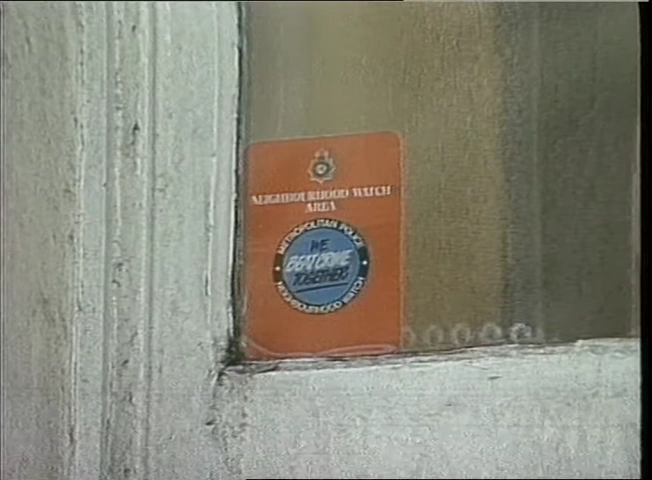 NEIGHBOURHOOD WATCH
AREA
METROPOLITAN POLICE
WE
BEAT CRIME
TOGETHER
NEIGHBOURHOOD WATCH